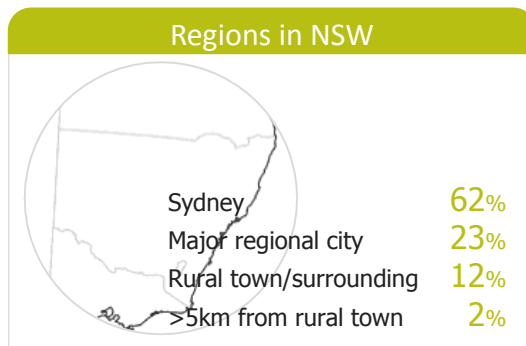 Regions in NSW
Sydney 62%
Major regional city 23%
Rural town/surrounding 12%
>5km from rural town 2%